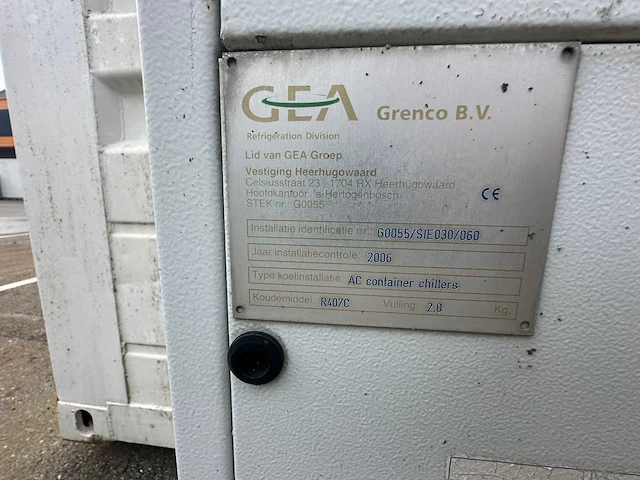 GEA Grenco B.V.
Refrigeration Division
Lid van GEA Groep
Vestiging Heerhugowaard
Celsiusstraat 23, 1704 RX Heerhugowaard
Hoofdkantoor: 's-Hertogenbosch
STEK nr.: G0055
CE
Installatie identificatie nr. G0055/SIE030/060
Jaar installatiecontrole: 2006
Type koelinstallatie: AC container chillers
Koudemiddel: R407C Vulling: 2.0 Kg.